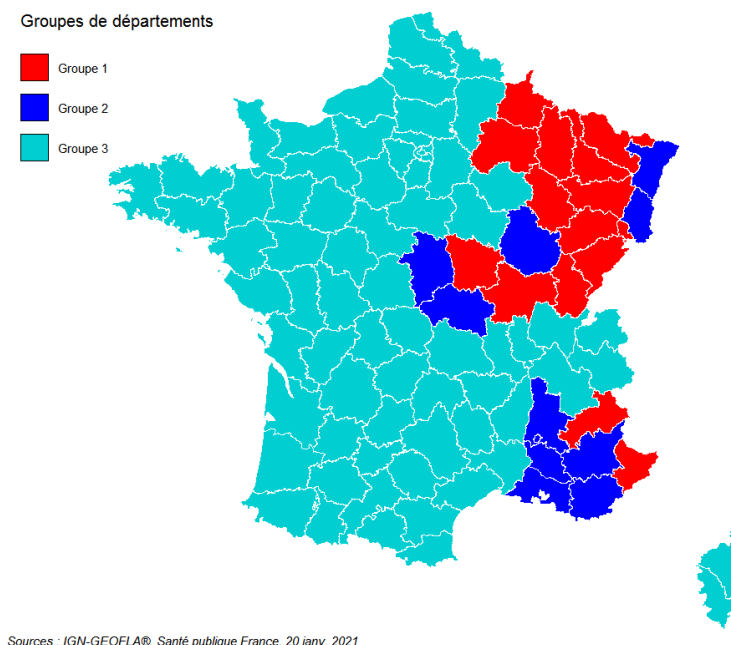 Groupes de départements
Groupe 1
Groupe 2
Groupe 3
Sources : IGN-GEOFLA®, Santé publique France, 20 janv. 2021